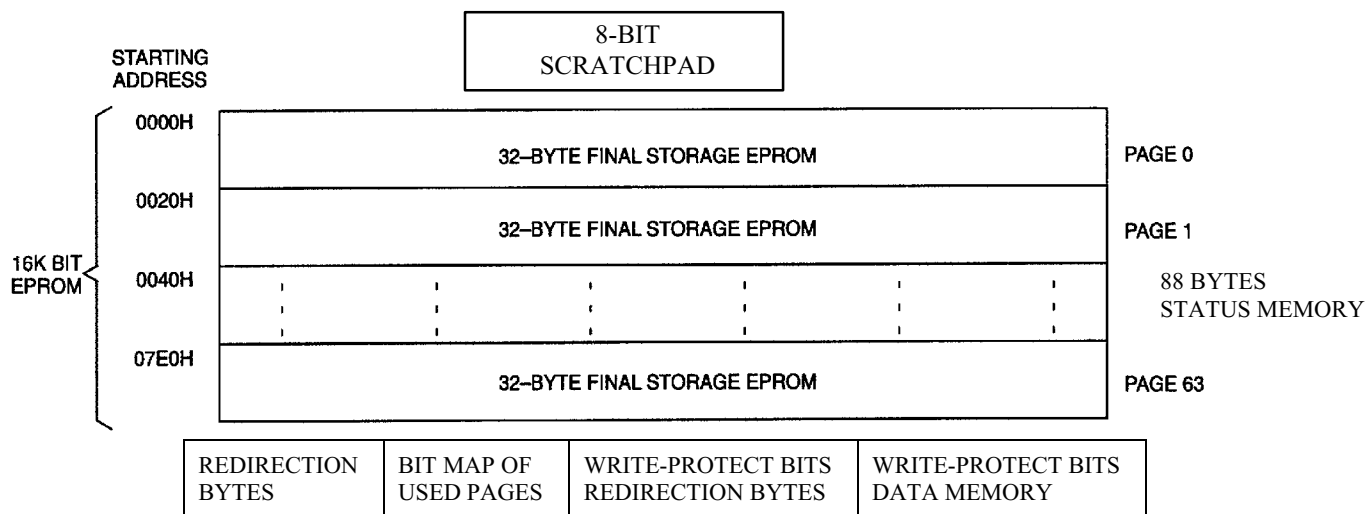 8-BIT
SCRATCHPAD
STARTING
ADDRESS
0000H
32–BYTE FINAL STORAGE EPROM
PAGE 0
0020H
32–BYTE FINAL STORAGE EPROM
PAGE 1
16K BIT
EPROM
0040H
88 BYTES
STATUS MEMORY
07E0H
32–BYTE FINAL STORAGE EPROM
PAGE 63
REDIRECTION
BYTES
BIT MAP OF
USED PAGES
WRITE-PROTECT BITS
REDIRECTION BYTES
WRITE-PROTECT BITS
DATA MEMORY